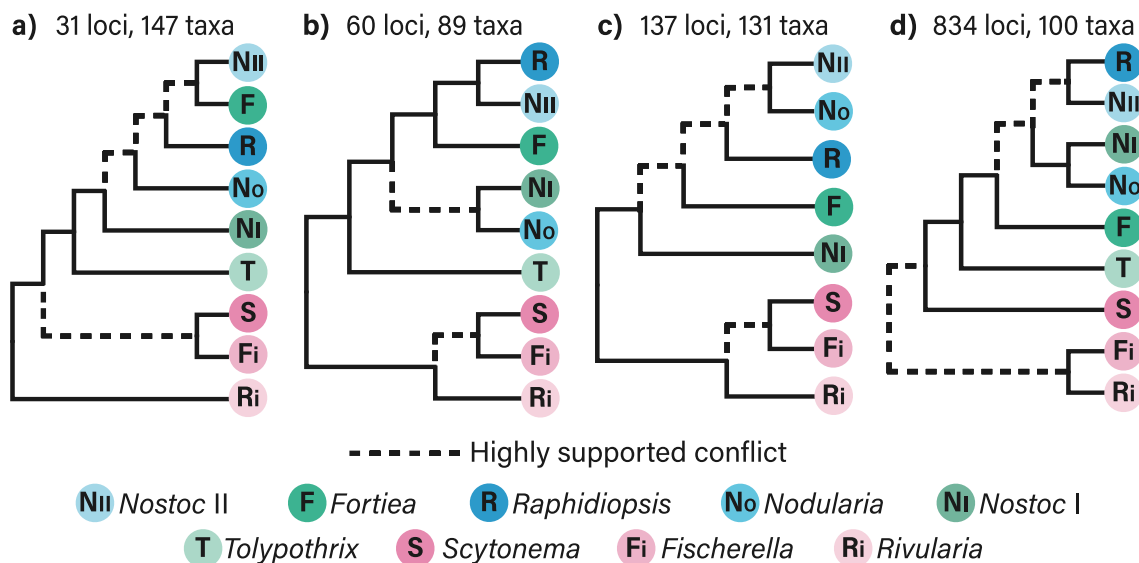 a) 31 loci, 147 taxa
NII
F
R
No
NI
T
S
Fi
Ri
b) 60 loci, 89 taxa
R
NII
F
NI
No
T
S
Fi
Ri
c) 137 loci, 131 taxa
NII
No
R
F
NI
S
Fi
Ri
d) 834 loci, 100 taxa
R
NII
NI
No
F
T
S
Fi
Ri
Highly supported conflict
NII Nostoc II F Fortiea R Raphidiopsis No Nodularia NI Nostoc I
T Tolypothrix S Scytonema Fi Fischerella Ri Rivularia